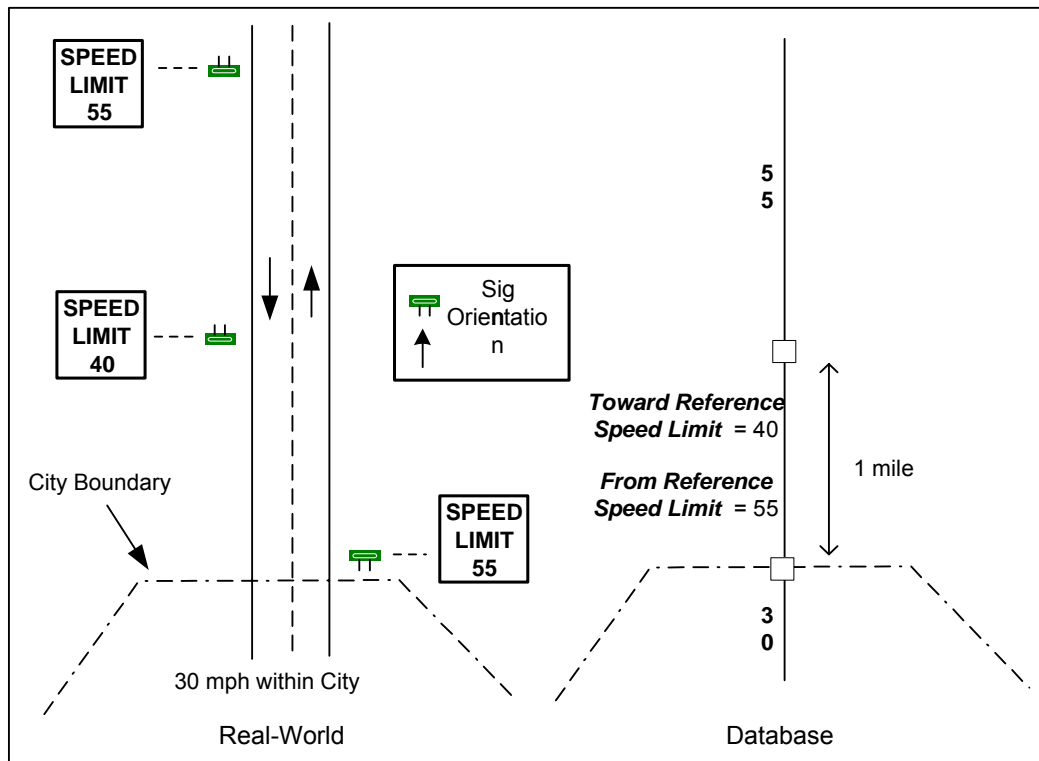 SPEED
LIMIT
55
SPEED
LIMIT
40
City Boundary
SPEED
LIMIT
55
30 mph within City
Real-World
Sig
Orientatio
n
5
5
Toward Reference
Speed Limit = 40
From Reference
Speed Limit = 55
1 mile
3
0
Database